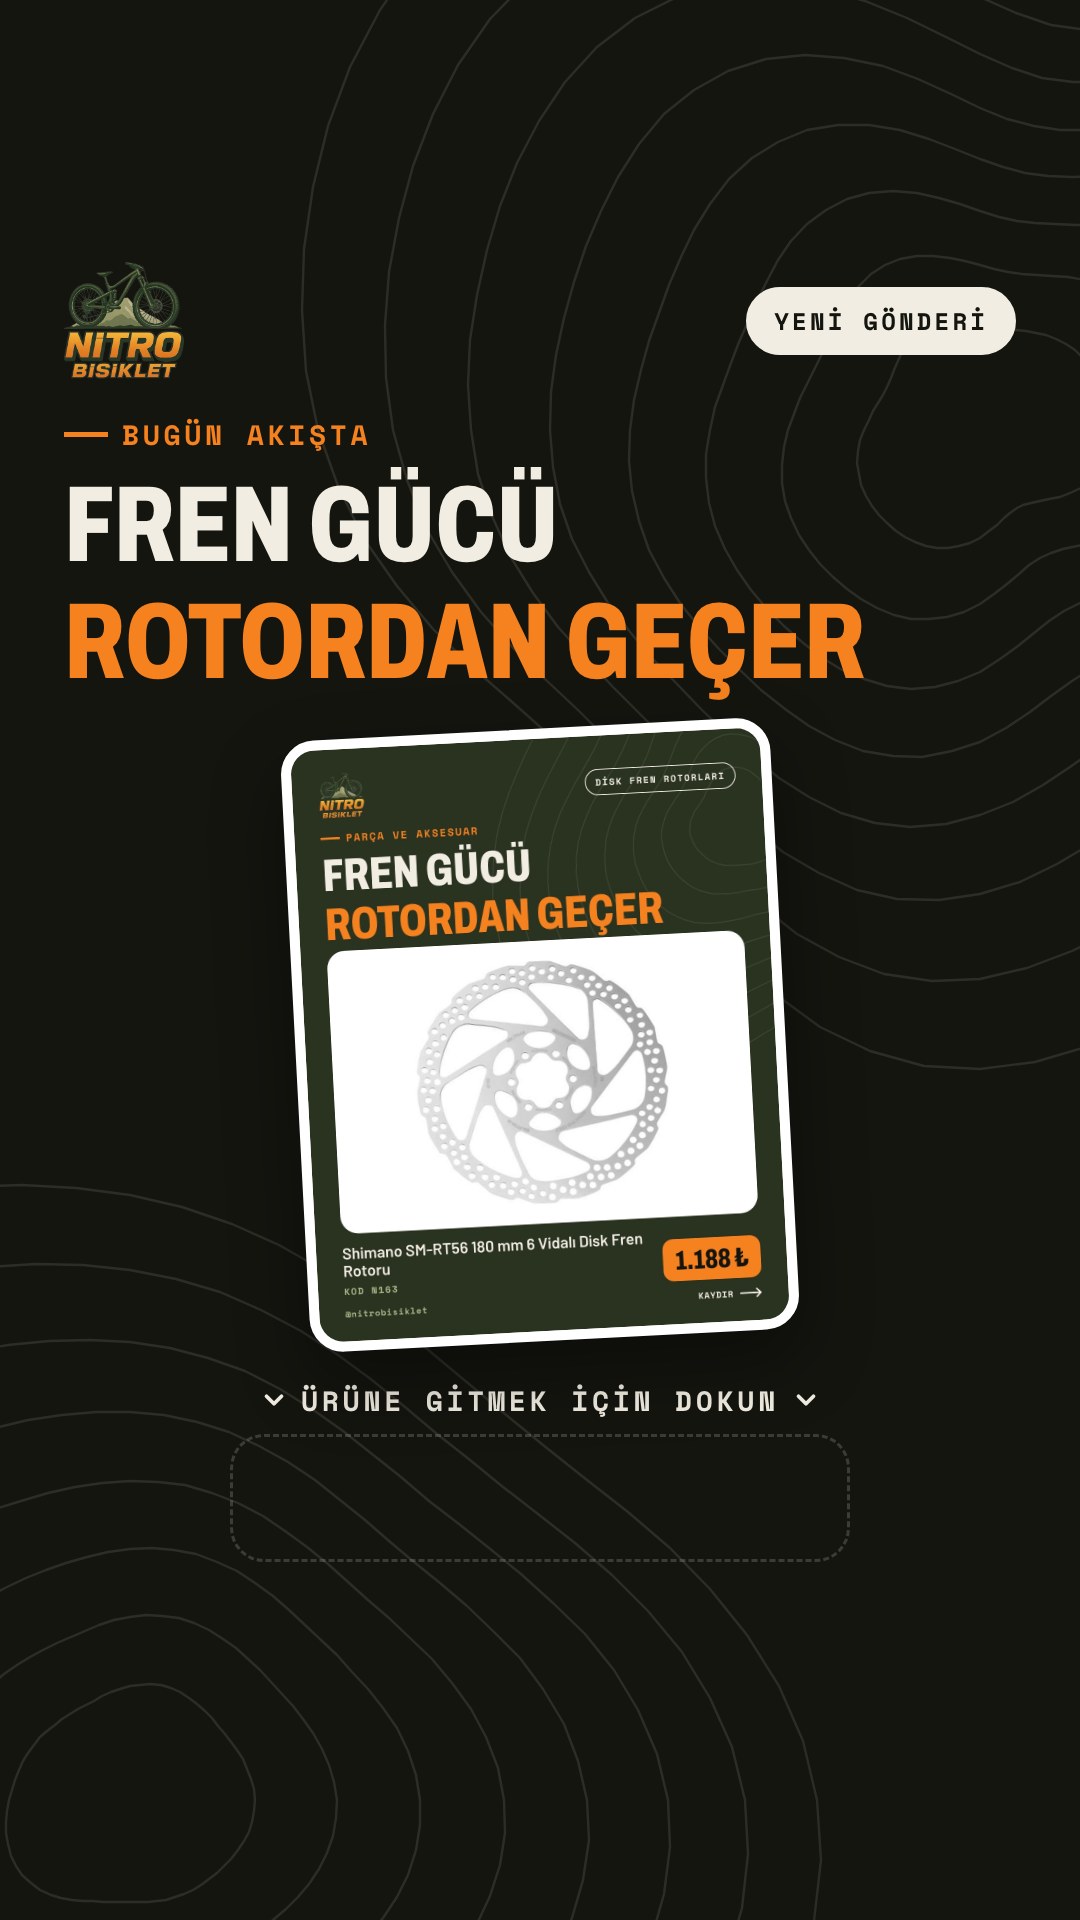 NiTRO
BiSiKLET
YENİ GÖNDERİ
BUGÜN AKIŞTA
FREN GÜCÜ
ROTORDAN GEÇER
NiTRO
BISIKLET
DİSK FREN ROTORLARI
PARÇA VE AKSESUAR
FREN GÜCÜ
ROTORDAN GEÇER
Shimano SM-RT56 180 mm 6 Vidalı Disk Fren
Rotoru
1.188 ₺
KOD N163
KAYDIR
@nitrobisiklet
ÜRÜNE GİTMEK İÇİN DOKUN